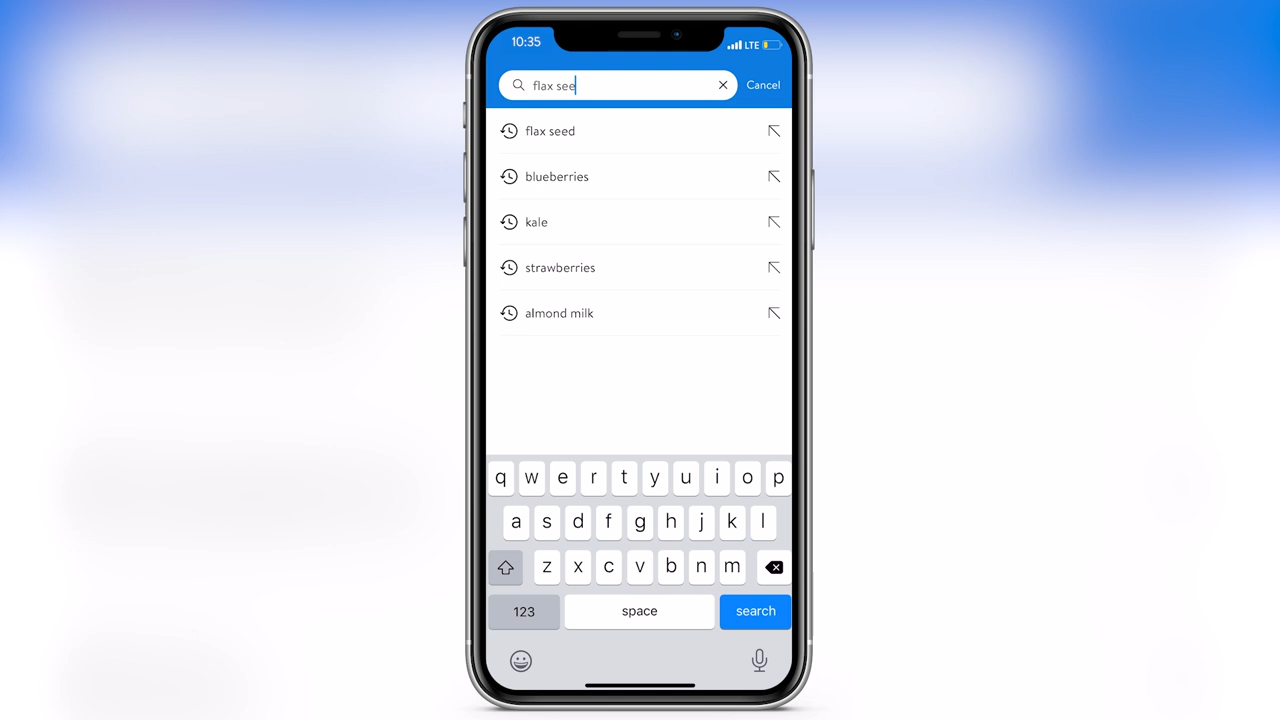 10:35 LTE
flax see Cancel
flax seed
blueberries
kale
strawberries
almond milk
q w e r t y u i o p
a s d f g h j k l
z x c v b n m
123 space search